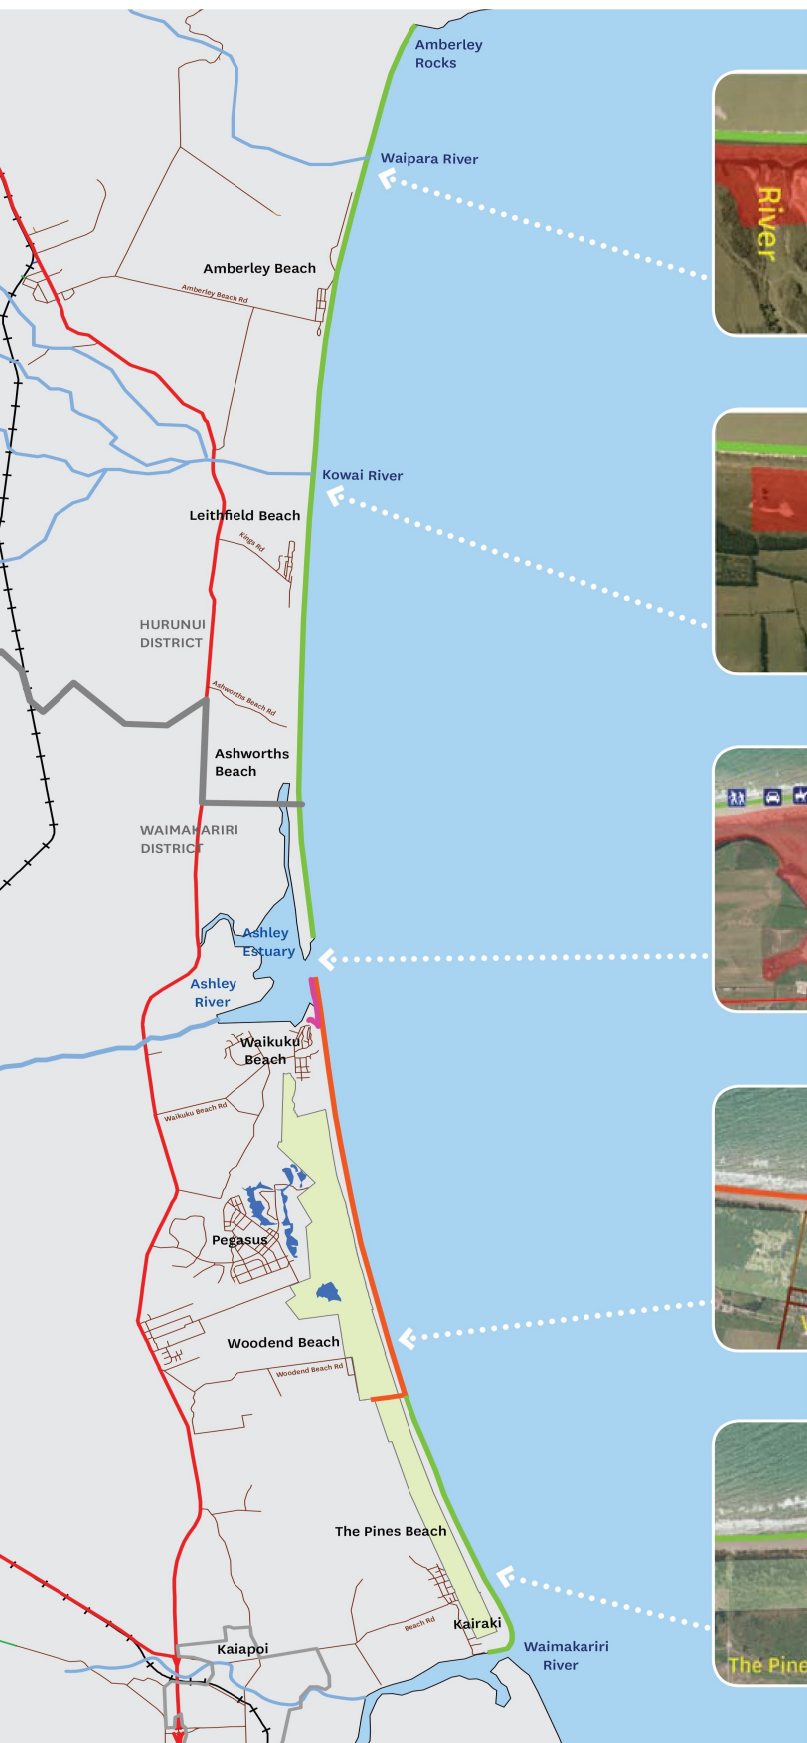 Amberley
Rocks
Waipara River
River
Amberley Beach
Amberley Beach Rd
Kowai River
Leithfield Beach
Kings Rd
HURUNUI
DISTRICT
Ashworths Beach Rd
Ashworths
Beach
WAIMAKARIRI
DISTRICT
Ashley
Estuary
Ashley
River
Waikuku
Beach
Waikuku Beach Rd
Pegasus
Woodend Beach
Woodend Beach Rd
The Pines Beach
Beach Rd
Kairaki
Kaiapoi
Waimakariri
River
The Pine